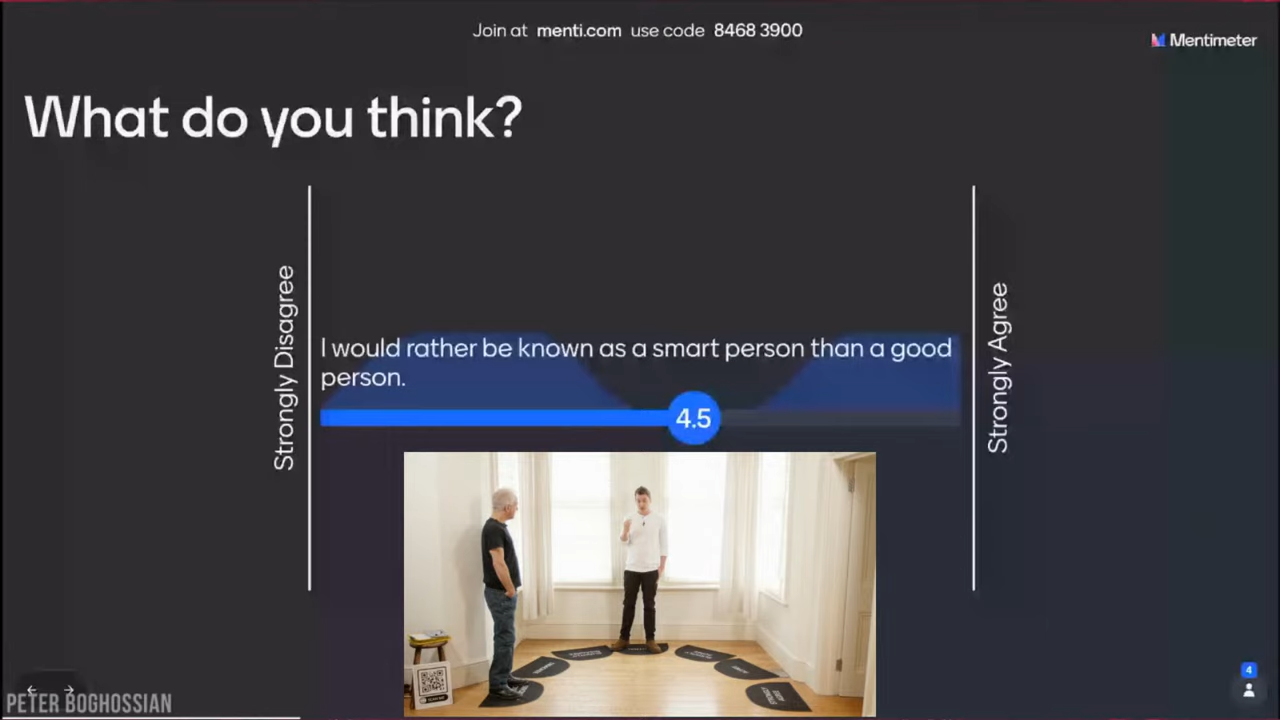 Join at menti.com use code 8468 3900
Mentimeter
What do you think?
Strongly Disagree
I would rather be known as a smart person than a good
person.
4.5
Strongly Agree
4
PETER BOGHOSSIAN